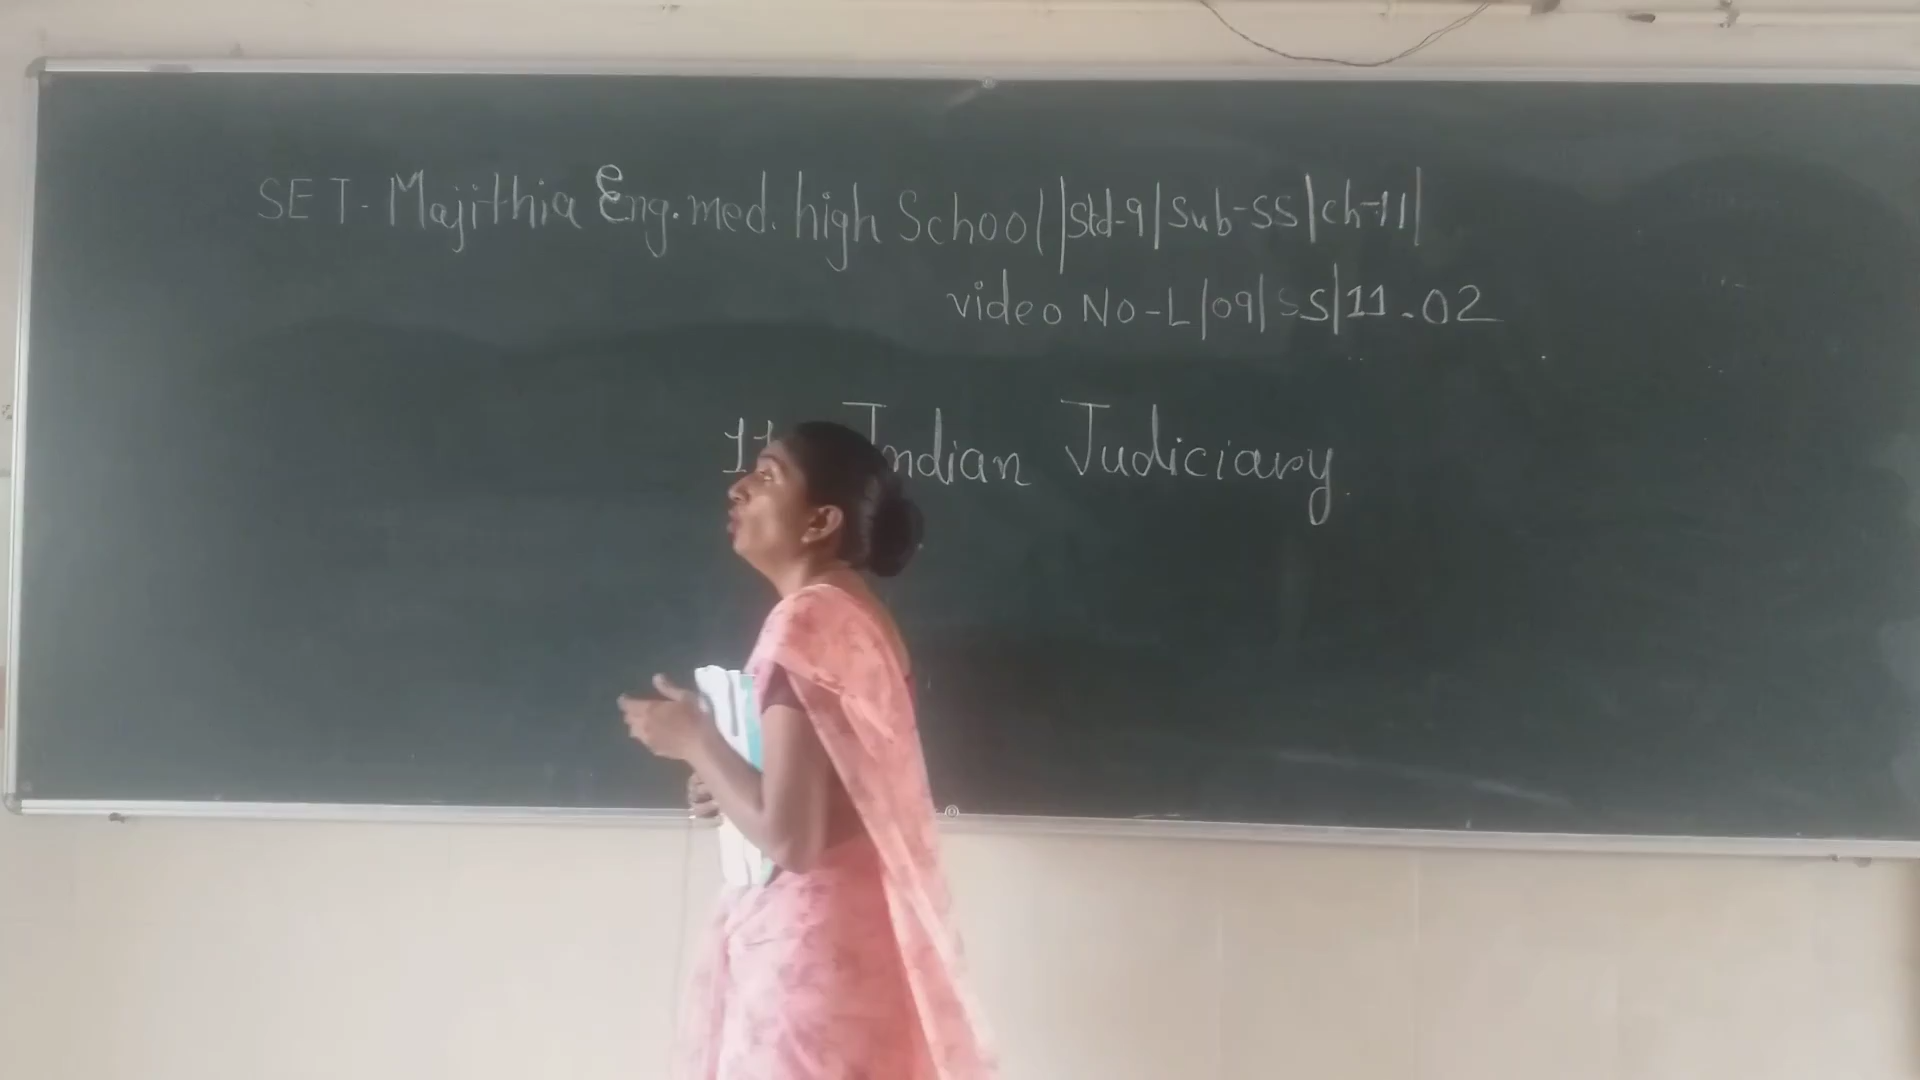 SET- Majithia Eng.med. high School||Std-9|Sub-SS|ch-11|
video No-L|09|SS|11.02
11 Indian Judiciary